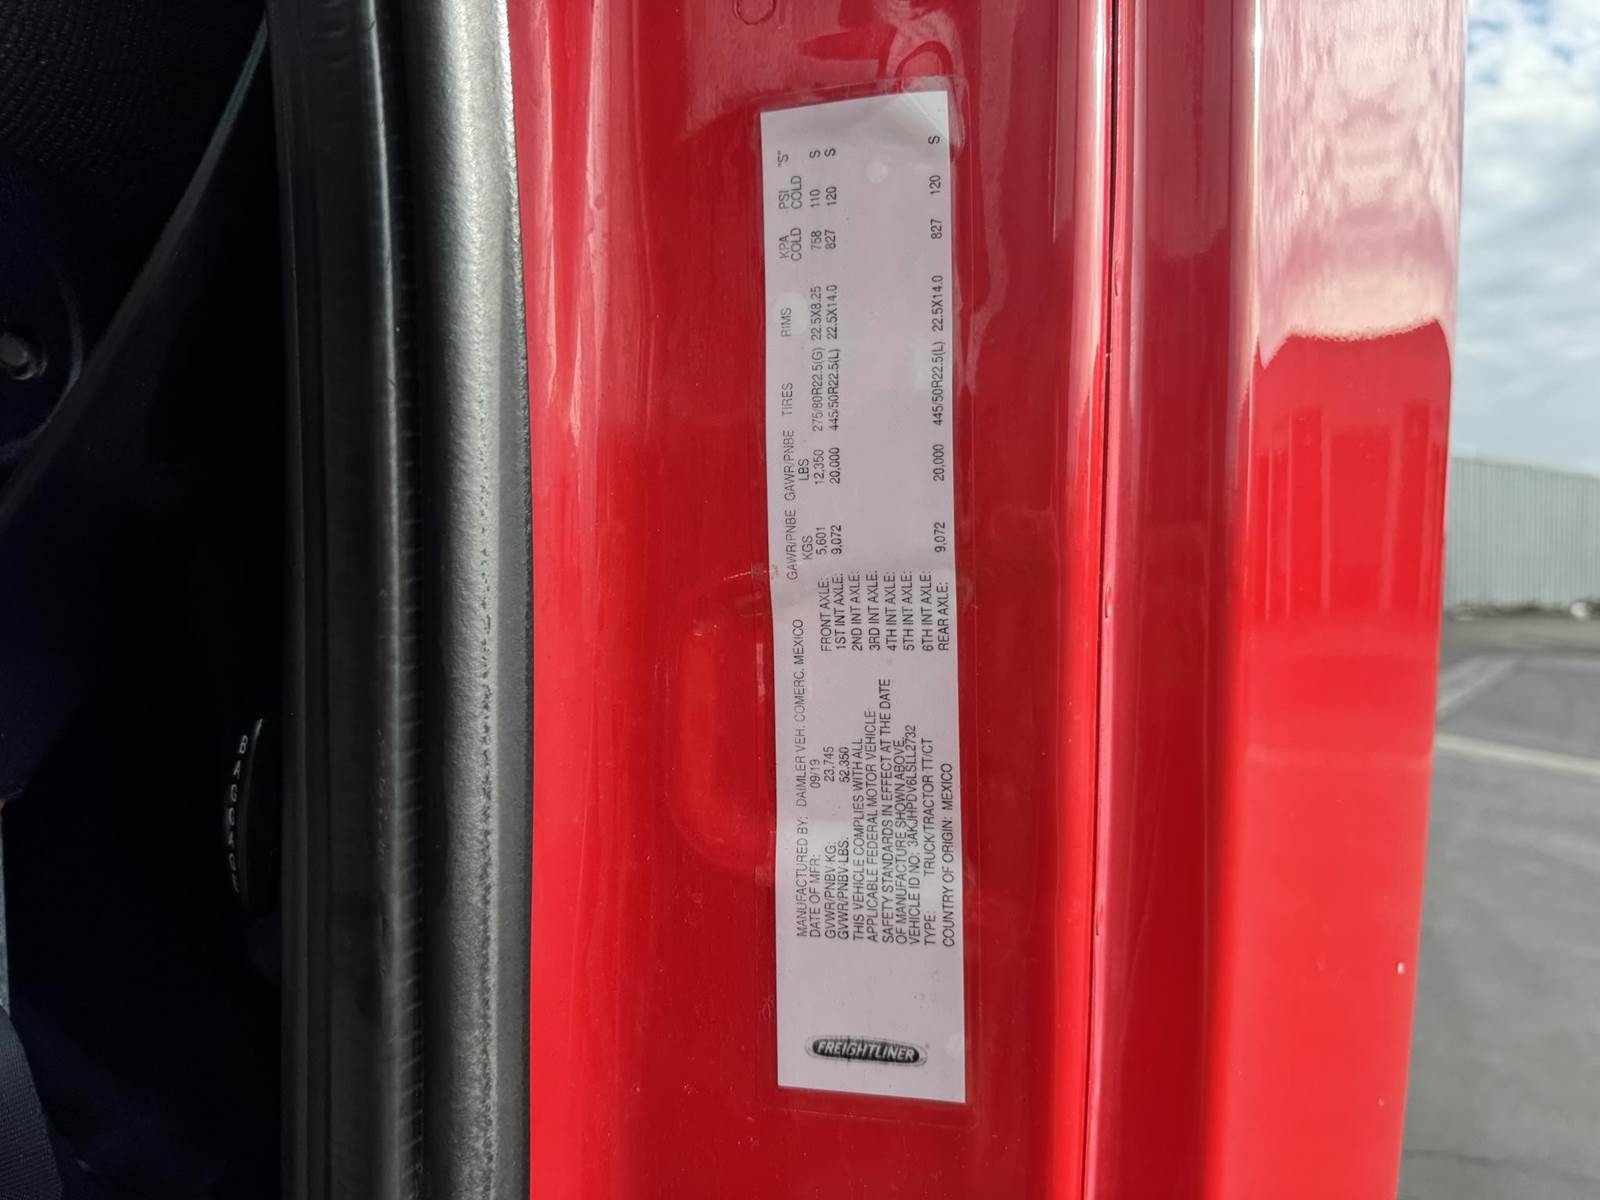 FREIGHTLINER
MANUFACTURED BY: DAIMLER VEH. COMERC. MEXICO
DATE OF MFR: 09/19
GVWR/PNBV-KG: 23,745
GVWR/PNBV-LBS: 52,350
THIS VEHICLE COMPLIES WITH ALL
APPLICABLE FEDERAL MOTOR VEHICLE
SAFETY STANDARDS IN EFFECT AT THE DATE
OF MANUFACTURE SHOWN ABOVE
VEHICLE ID NO: 3AKJHPDV6LSLL2732
TYPE: TRUCK/TRACTOR-TT/CT
COUNTRY OF ORIGIN: MEXICO
GAWR/PNBE GAWR/PNBE TIRES RIMS KPA PSI "S"
KGS LBS COLD COLD
FRONT AXLE: 5,601 12,350 275/80R22.5(G) 22.5X8.25 758 110 S
1ST INT AXLE: 9,072 20,000 445/50R22.5(L) 22.5X14.0 827 120 S
2ND INT AXLE:
3RD INT AXLE:
4TH INT AXLE:
5TH INT AXLE:
6TH INT AXLE:
REAR AXLE: 9,072 20,000 445/50R22.5(L) 22.5X14.0 827 120 S